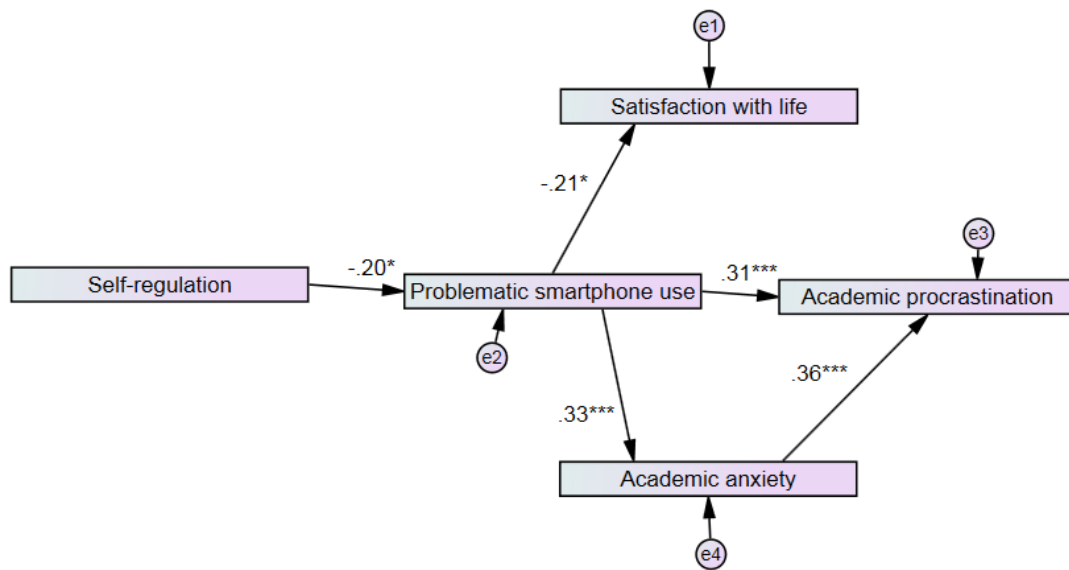 e1
Satisfaction with life
-.21*
e3
Self-regulation
-.20*
Problematic smartphone use
.31***
Academic procrastination
e2
.36***
.33***
Academic anxiety
e4